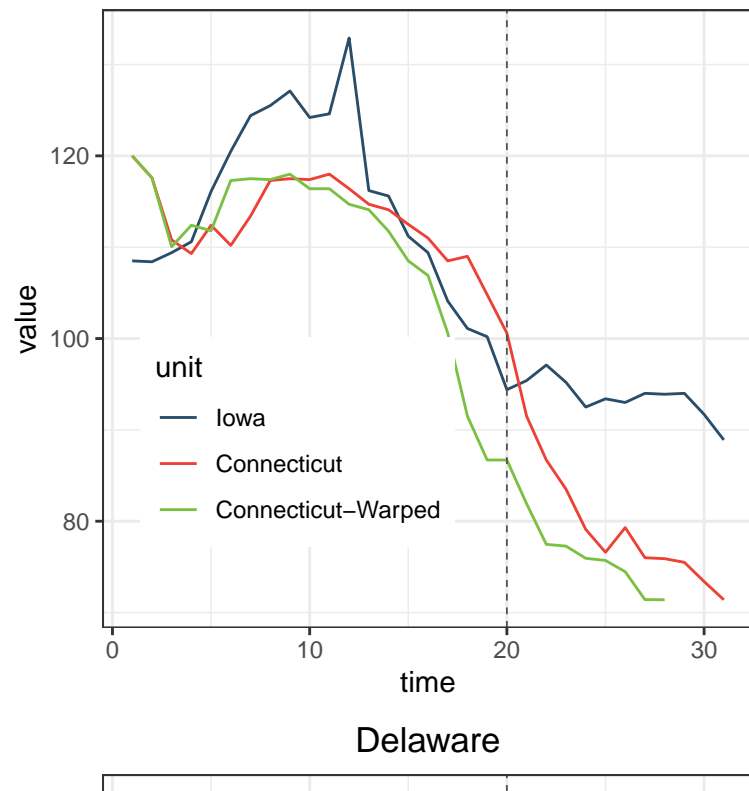 120
100
80
value
unit
Iowa
Connecticut
Connecticut–Warped
0 10 20 30
time
Delaware